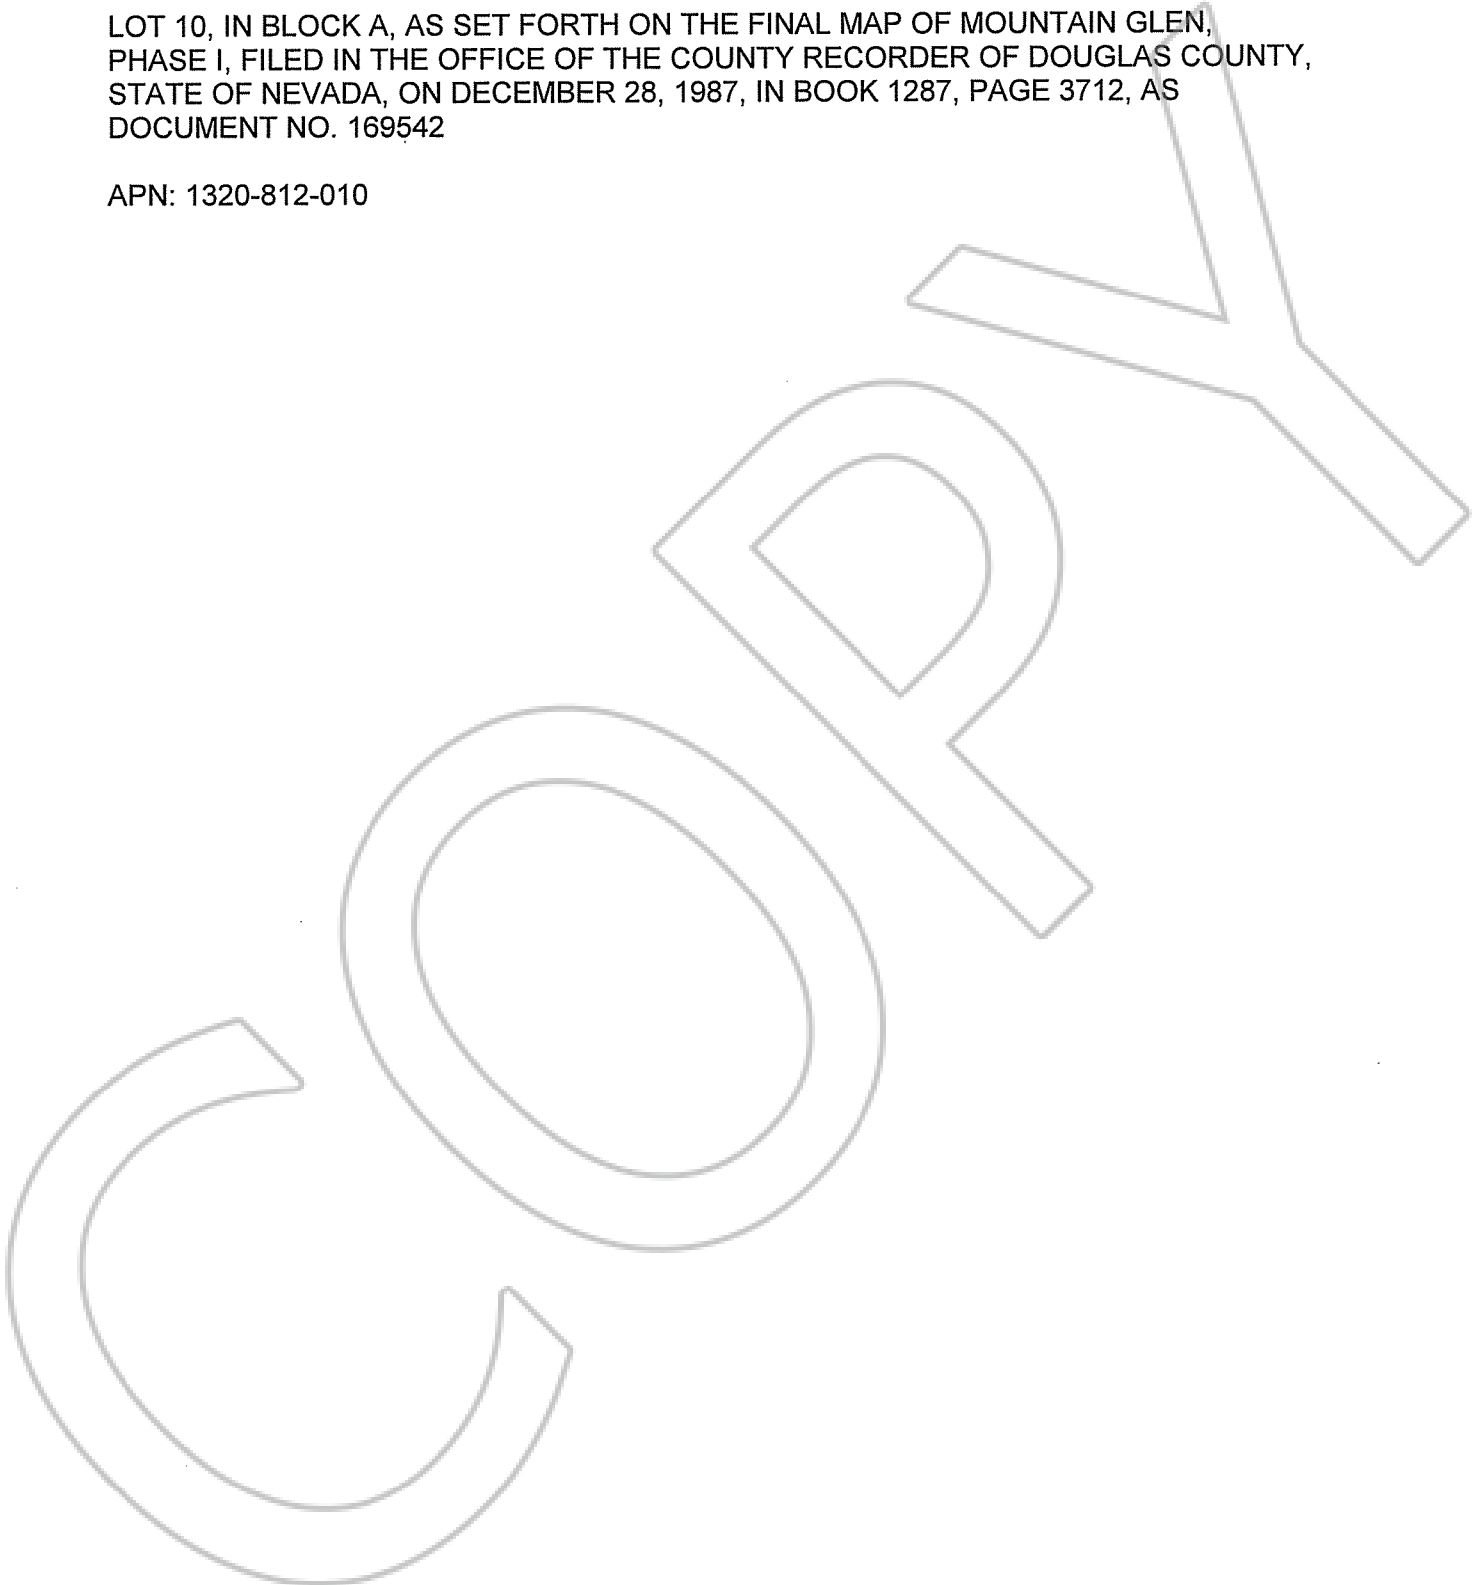 LOT 10, IN BLOCK A, AS SET FORTH ON THE FINAL MAP OF MOUNTAIN GLEN,
PHASE I, FILED IN THE OFFICE OF THE COUNTY RECORDER OF DOUGLAS COUNTY,
STATE OF NEVADA, ON DECEMBER 28, 1987, IN BOOK 1287, PAGE 3712, AS
DOCUMENT NO. 169542
APN: 1320-812-010
COPY